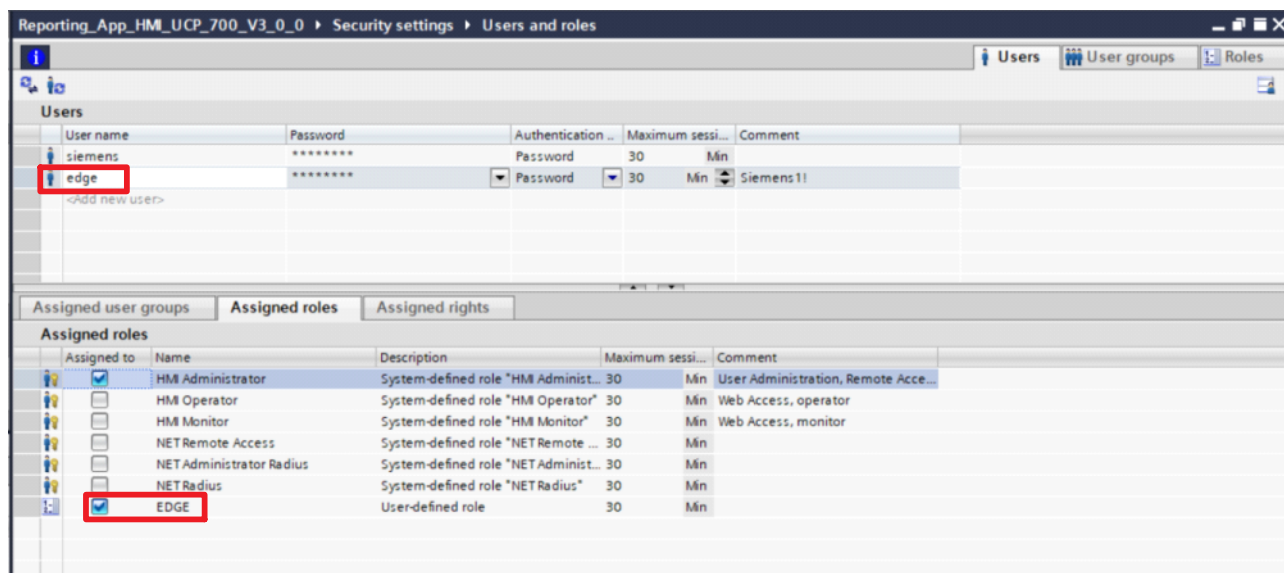 Reporting_App_HMI_UCP_700_V3_0_0 ▸ Security settings ▸ Users and roles
Users User groups Roles
Users
User name Password Authentication .. Maximum sessi... Comment
siemens ******** Password 30 Min
edge ******** Password 30 Min Siemens1!
<Add new user>
Assigned user groups Assigned roles Assigned rights
Assigned roles
Assigned to Name Description Maximum sessi... Comment
HMI Administrator System-defined role "HMI Administ... 30 Min User Administration, Remote Acce...
HMI Operator System-defined role "HMI Operator" 30 Min Web Access, operator
HMI Monitor System-defined role "HMI Monitor" 30 Min Web Access, monitor
NET Remote Access System-defined role "NET Remote ... 30 Min
NET Administrator Radius System-defined role "NET Administ... 30 Min
NET Radius System-defined role "NET Radius" 30 Min
EDGE User-defined role 30 Min